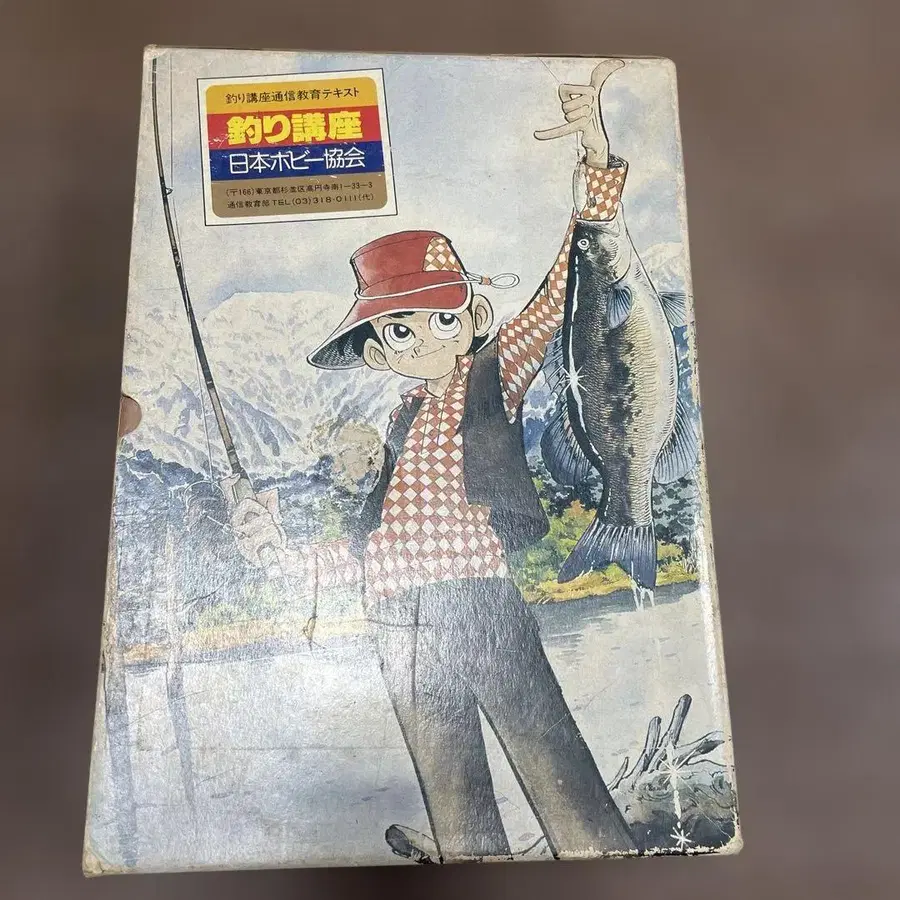 釣り講座通信教育テキスト
釣り講座
日本ホビー協会
(〒166)東京都杉並区高円寺南1-33-3
通信教育部 TEL(03)318-0111(代)